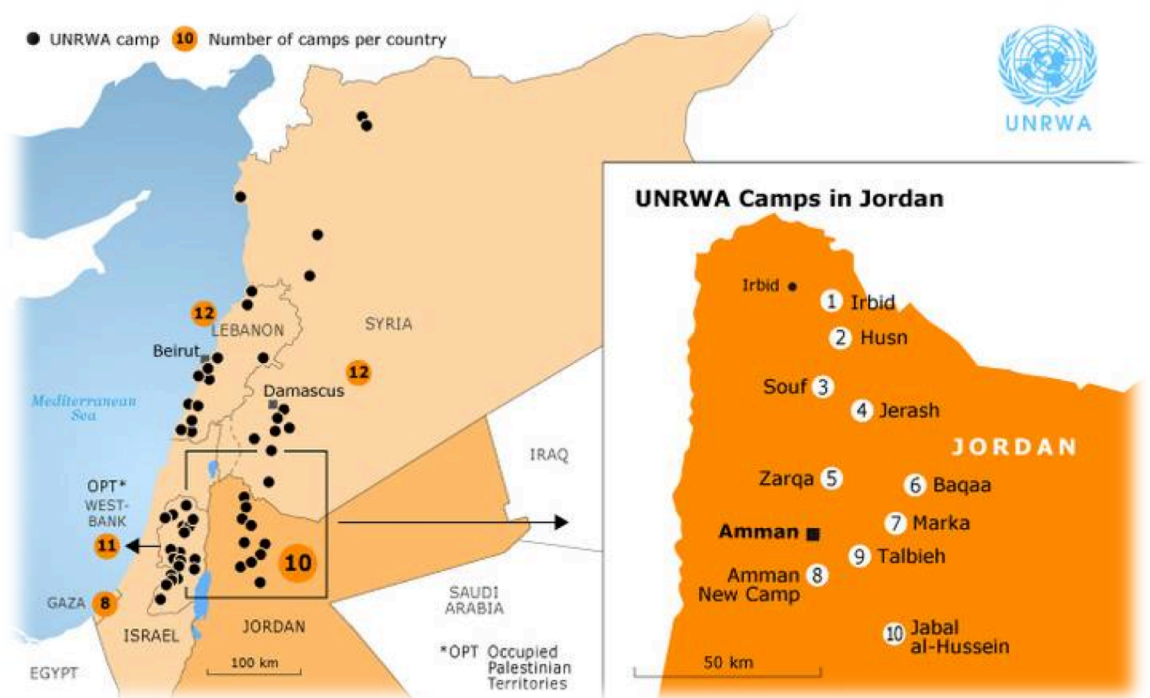 UNRWA camp 10 Number of camps per country
UNRWA
12
LEBANON
SYRIA
Beirut
12
Damascus
Mediterranean
Sea
IRAQ
OPT*
WEST-
BANK
11
10
GAZA 8
SAUDI
ARABIA
ISRAEL
JORDAN
EGYPT
100 km
*OPT Occupied
Palestinian
Territories
UNRWA Camps in Jordan
Irbid
1 Irbid
2 Husn
Souf 3
4 Jerash
JORDAN
Zarqa 5
6 Baqaa
7 Marka
Amman
9 Talbieh
Amman 8
New Camp
10 Jabal
al-Hussein
50 km